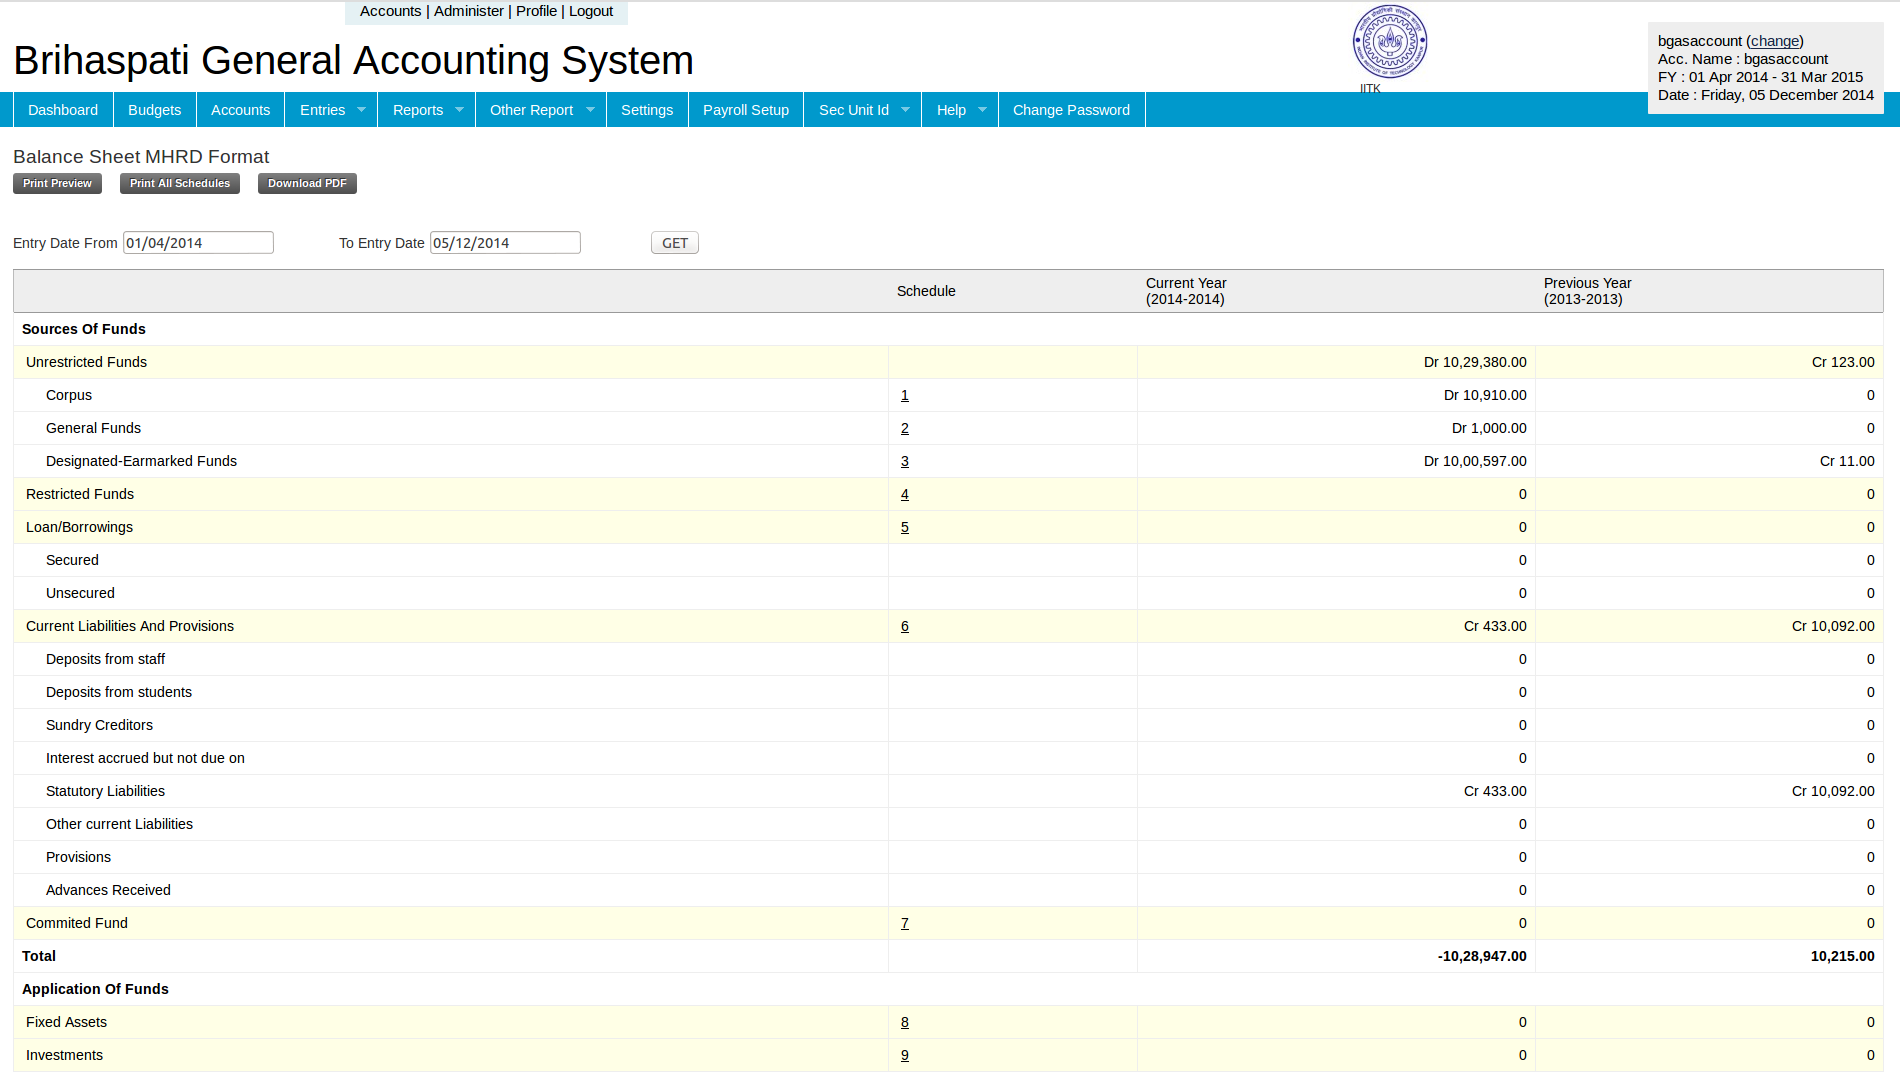 Accounts | Administer | Profile | Logout
Brihaspati General Accounting System
IITK
bgasaccount (change)
Acc. Name : bgasaccount
FY : 01 Apr 2014 - 31 Mar 2015
Date : Friday, 05 December 2014
Dashboard Budgets Accounts Entries Reports Other Report Settings Payroll Setup Sec Unit Id Help Change Password
Balance Sheet MHRD Format
Print Preview Print All Schedules Download PDF
Entry Date From 01/04/2014 To Entry Date 05/12/2014 GET
Schedule Current Year (2014-2014) Previous Year (2013-2013)
Sources Of Funds
Unrestricted Funds Dr 10,29,380.00 Cr 123.00
Corpus 1 Dr 10,910.00 0
General Funds 2 Dr 1,000.00 0
Designated-Earmarked Funds 3 Dr 10,00,597.00 Cr 11.00
Restricted Funds 4 0 0
Loan/Borrowings 5 0 0
Secured 0 0
Unsecured 0 0
Current Liabilities And Provisions 6 Cr 433.00 Cr 10,092.00
Deposits from staff 0 0
Deposits from students 0 0
Sundry Creditors 0 0
Interest accrued but not due on 0 0
Statutory Liabilities Cr 433.00 Cr 10,092.00
Other current Liabilities 0 0
Provisions 0 0
Advances Received 0 0
Commited Fund 7 0 0
Total -10,28,947.00 10,215.00
Application Of Funds
Fixed Assets 8 0 0
Investments 9 0 0